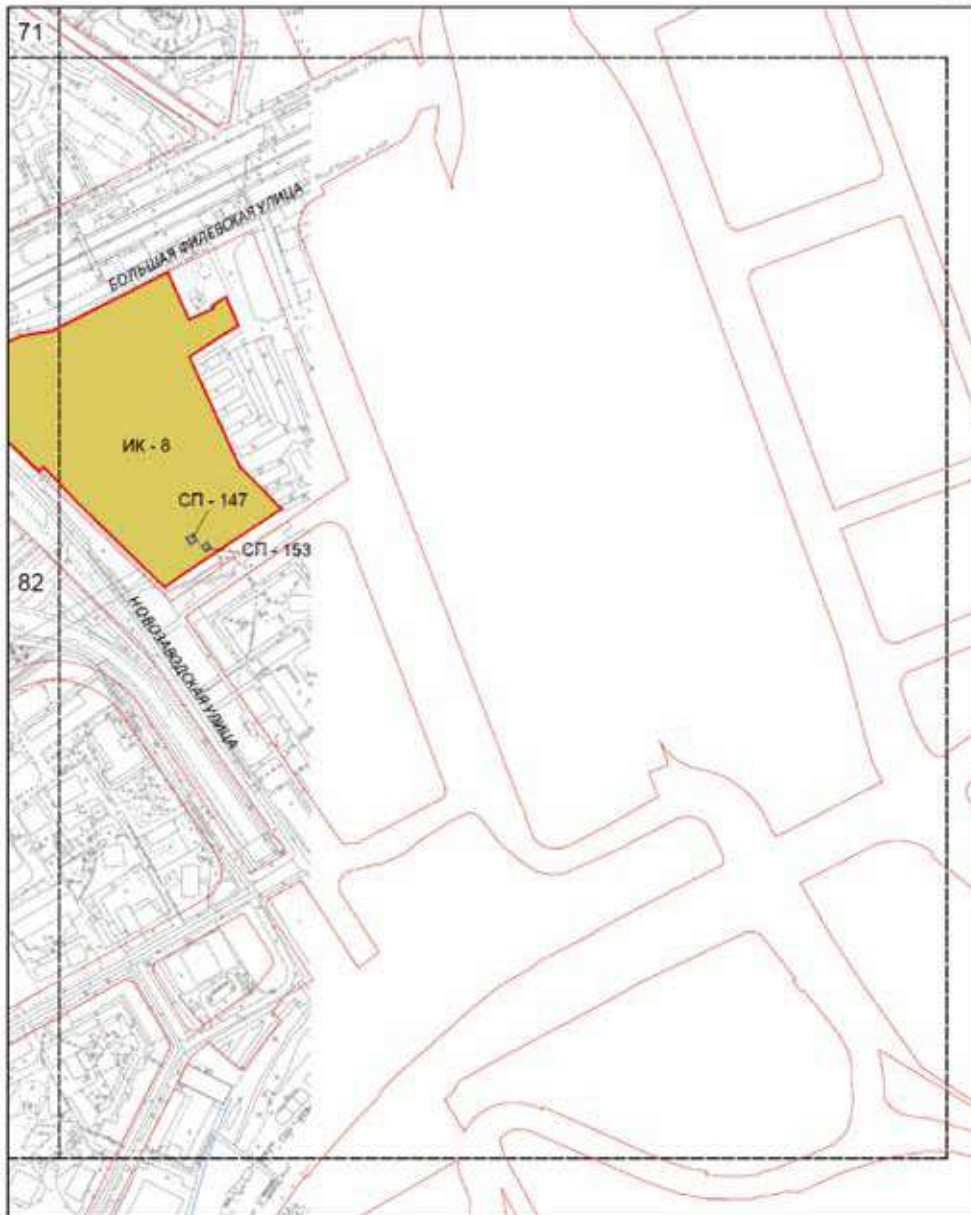 71
БОЛЬШАЯ ФИЛЕВСКАЯ УЛИЦА
ИК - 8
СП - 147
СП - 153
82
НОВОЗАВОДСКАЯ УЛИЦА